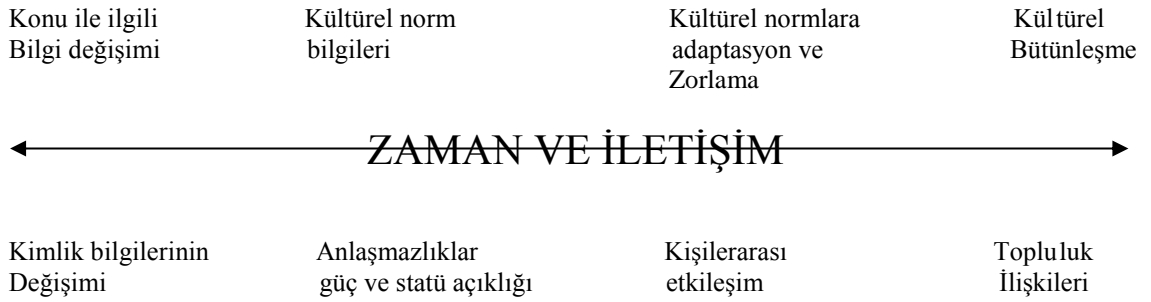 Konu ile ilgili Kültürel norm Kültürel normlara Kültürel
Bilgi değişimi bilgileri adaptasyon ve Bütünleşme
Zorlama
ZAMAN VE İLETİŞİM
Kimlik bilgilerinin Anlaşmazlıklar Kişilerarası Topluluk
Değişimi güç ve statü açıklığı etkileşim İlişkileri